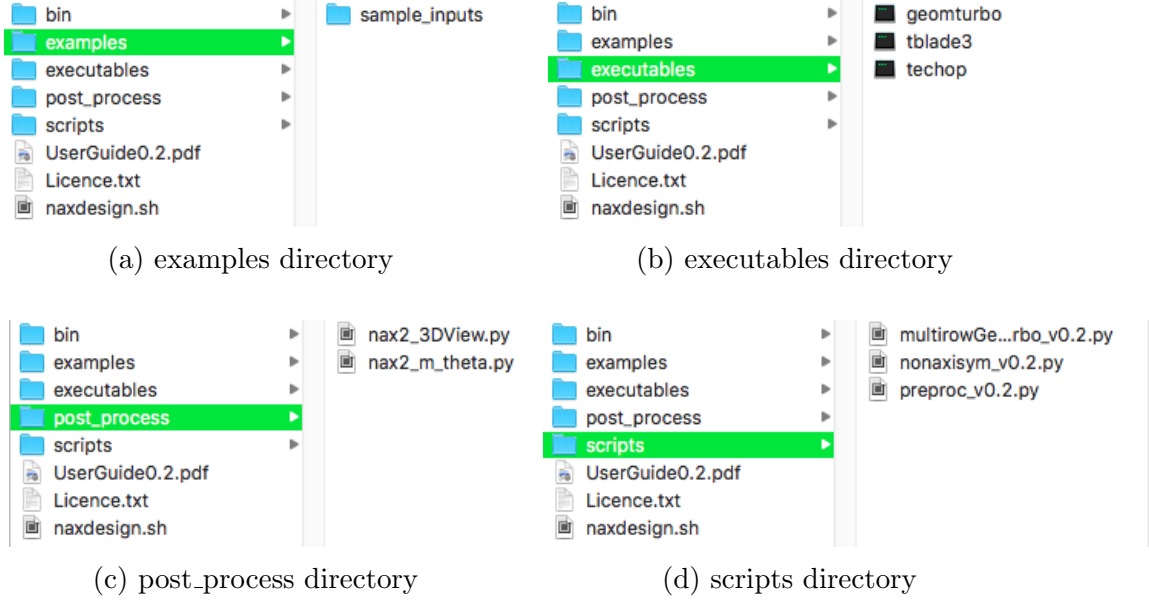 bin
examples
executables
post_process
scripts
UserGuide0.2.pdf
Licence.txt
naxdesign.sh
sample_inputs
(a) examples directory
bin
examples
executables
post_process
scripts
UserGuide0.2.pdf
Licence.txt
naxdesign.sh
geomturbo
tblade3
techop
(b) executables directory
bin
examples
executables
post_process
scripts
UserGuide0.2.pdf
Licence.txt
naxdesign.sh
nax2_3DView.py
nax2_m_theta.py
(c) post_process directory
bin
examples
executables
post_process
scripts
UserGuide0.2.pdf
Licence.txt
naxdesign.sh
multirowGe...rbo_v0.2.py
nonaxisym_v0.2.py
preproc_v0.2.py
(d) scripts directory